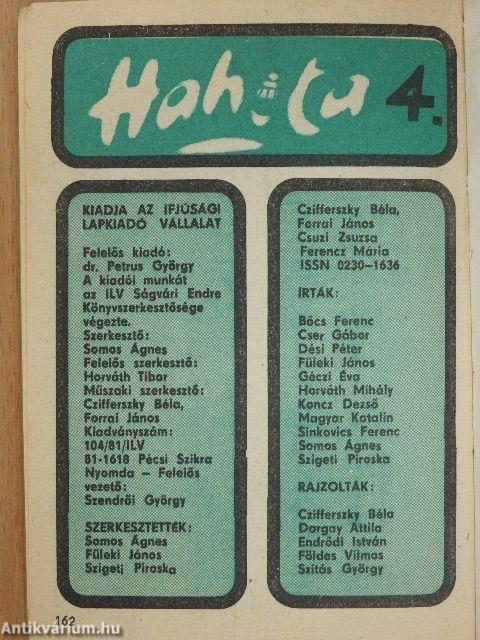 Hahota 4.
KIADJA AZ IFJÚSÁGI
LAPKIADÓ VÁLLALAT
Felelős kiadó:
dr. Petrus György
A kiadói munkát
az ILV Ságvári Endre
Könyvszerkesztősége
végezte.
Szerkesztő:
Somos Ágnes
Felelős szerkesztő:
Horváth Tibor
Műszaki szerkesztő:
Czifferszky Béla,
Forrai János
Kiadványszám:
104/81/ILV
81-1618 Pécsi Szikra
Nyomda — Felelős
vezető:
Szendrői György
SZERKESZTETTÉK:
Somos Ágnes
Füleki János
Szigeti Piroska
Czifferszky Béla,
Forrai János
Csuzi Zsuzsa
Ferencz Mária
ISSN 0230-1636
ÍRTÁK:
Bőcs Ferenc
Cser Gábor
Dési Péter
Füleki János
Géczi Éva
Horváth Mihály
Koncz Dezső
Magyar Katalin
Sinkovics Ferenc
Somos Ágnes
Szigeti Piroska
RAJZOLTÁK:
Czifferszky Béla
Dargay Attila
Endrődi István
Földes Vilmos
Szitás György
162
Antikvárium.hu